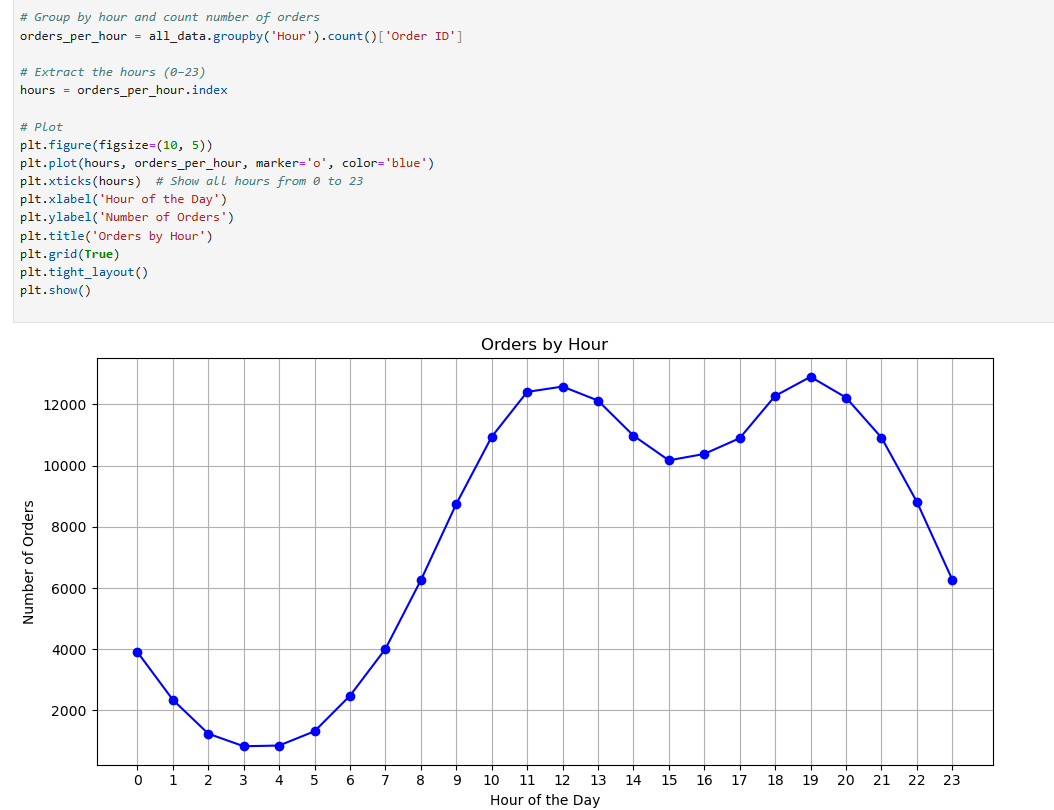 # Group by hour and count number of orders
orders_per_hour = all_data.groupby('Hour').count()['Order ID']
# Extract the hours (0–23)
hours = orders_per_hour.index
# Plot
plt.figure(figsize=(10, 5))
plt.plot(hours, orders_per_hour, marker='o', color='blue')
plt.xticks(hours)  # Show all hours from 0 to 23
plt.xlabel('Hour of the Day')
plt.ylabel('Number of Orders')
plt.title('Orders by Hour')
plt.grid(True)
plt.tight_layout()
plt.show()
Orders by Hour
Number of Orders
12000
10000
8000
6000
4000
2000
0 1 2 3 4 5 6 7 8 9 10 11 12 13 14 15 16 17 18 19 20 21 22 23
Hour of the Day